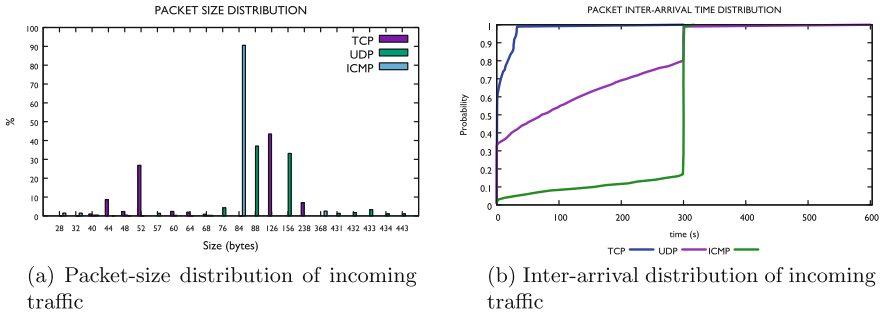 PACKET SIZE DISTRIBUTION
100
90
80
70
60
50
40
30
20
10
0
%
TCP
UDP
ICMP
28 32 40 44 48 52 57 60 64 68 76 84 88 126 156 238 368 431 432 433 434 443
Size (bytes)
(a) Packet-size distribution of incoming
traffic
PACKET INTER-ARRIVAL TIME DISTRIBUTION
1
0.9
0.8
0.7
0.6
0.5
0.4
0.3
0.2
0.1
0
Probability
0 100 200 300 400 500 600
time (s)
TCP UDP ICMP
(b) Inter-arrival distribution of incoming
traffic